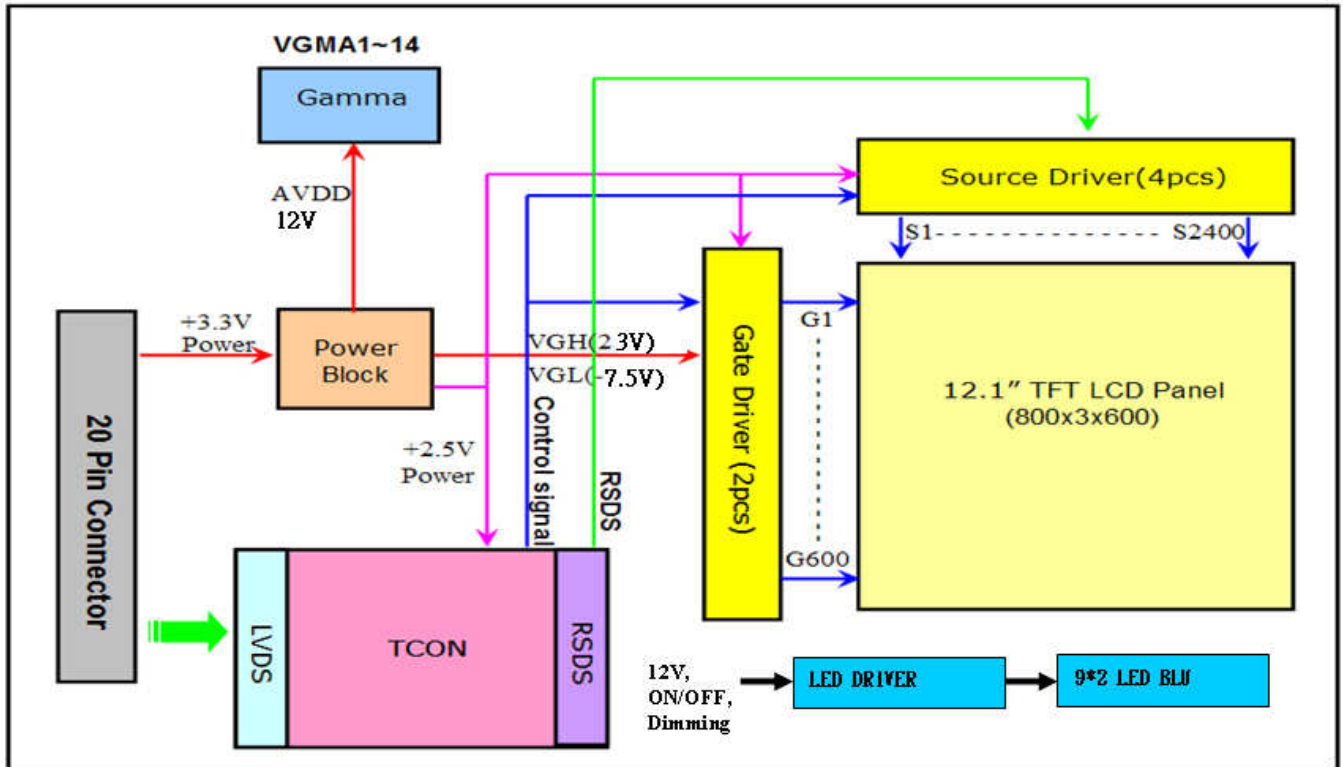 VGMA1~14
Gamma
AVDD
12V
Source Driver(4pcs)
S1- - - - - - - - - - - - - - S2400
+3.3V
Power
Power
Block
VGH(23V)
VGL(-7.5V)
Gate Driver (2pcs)
G1
G600
12.1" TFT LCD Panel
(800x3x600)
20 Pin Connector
+2.5V
Power
Control signal
RSDS
LVDS
TCON
RSDS
12V,
ON/OFF,
Dimming
LED DRIVER
9*2 LED BLU